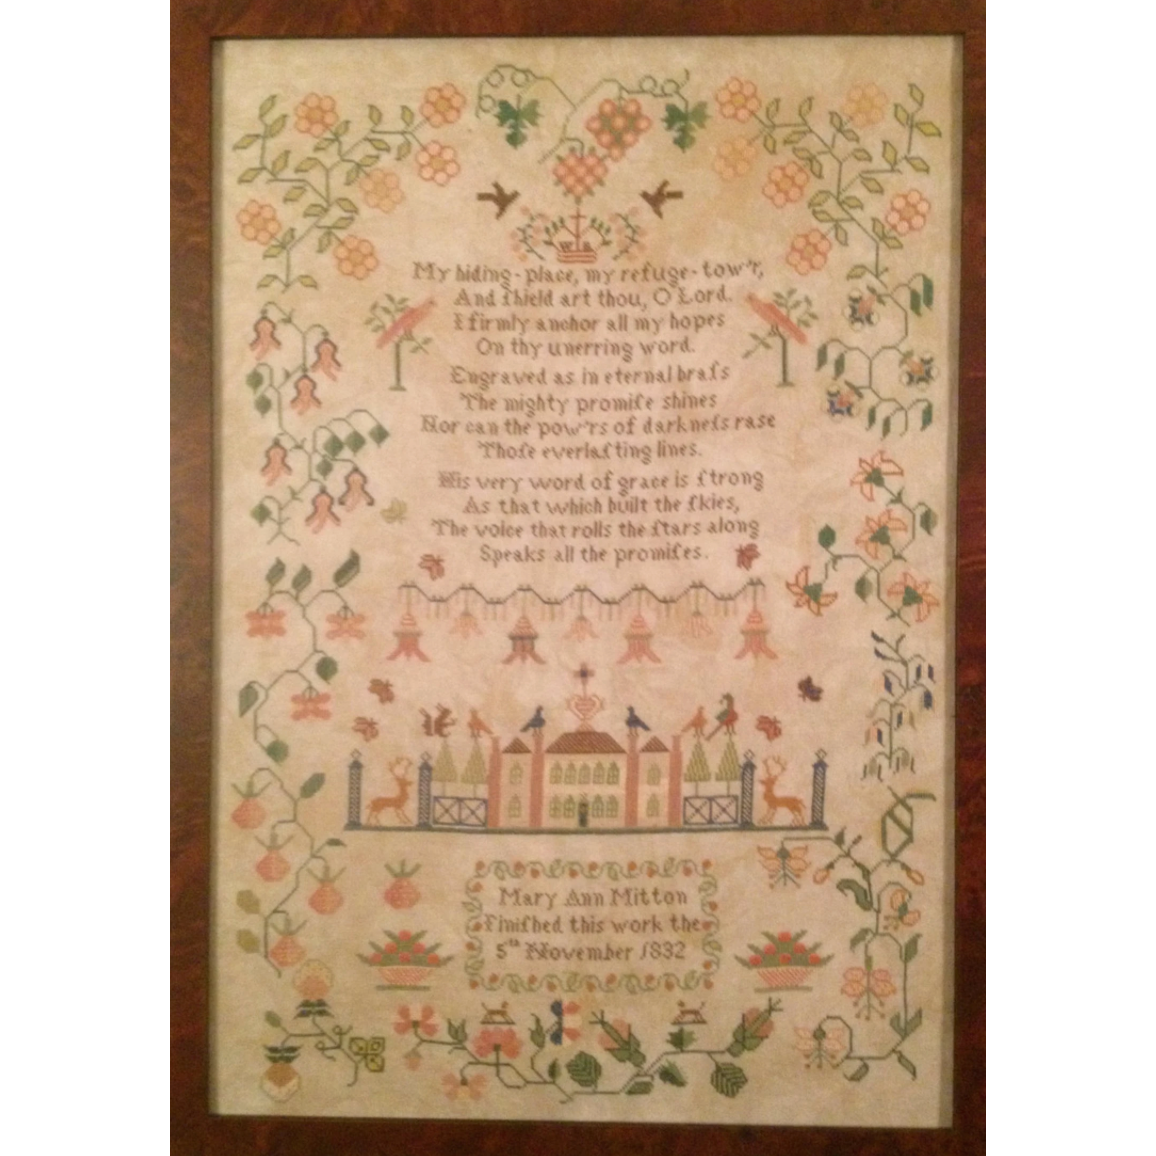 My hiding-place, my refuge-tow'r,
And ſhield art thou, O Lord.
I firmly anchor all my hopes
On thy unerring word.
Engraved as in eternal braſs
The mighty promiſe shines
Nor can the pow'rs of darkneſs rase
Thoſe everlaſting lines.
His very word of grace is ſtrong
As that which built the ſkies,
The voice that rolls the ſtars along
Speaks all the promiſes.
Mary Ann Mitton
Finiſhed this work the
5th November 1832